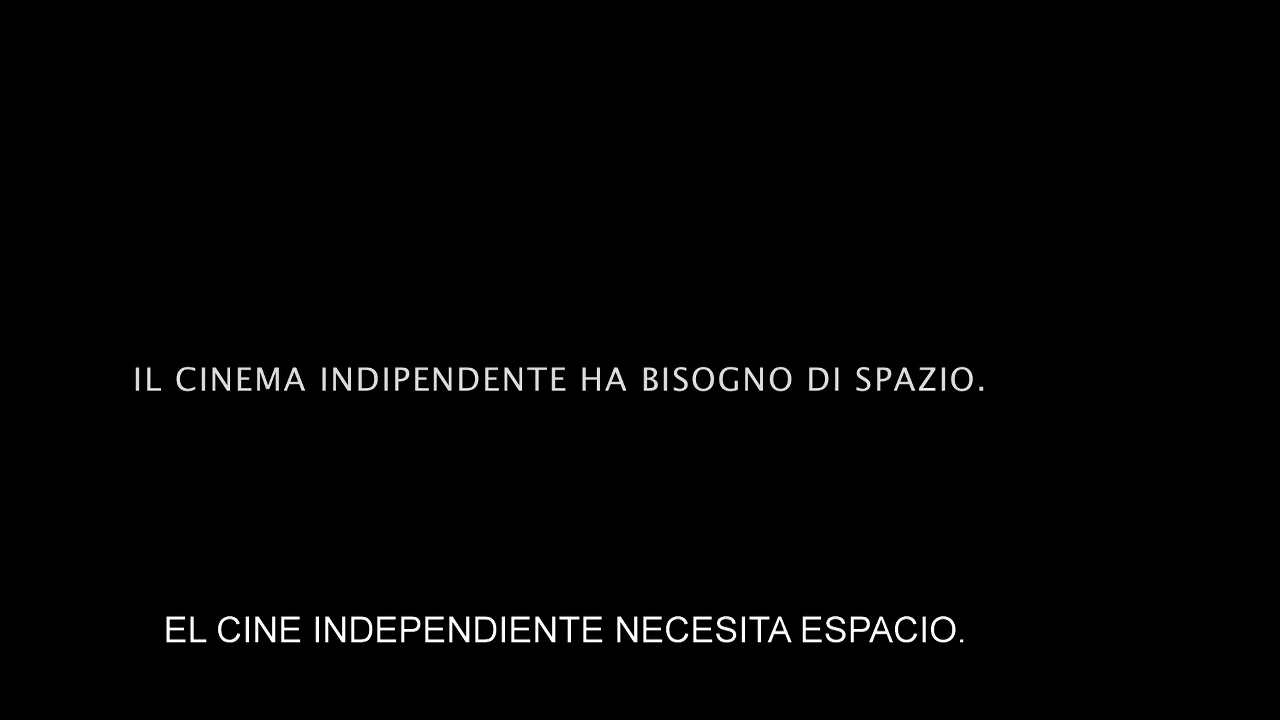 IL CINEMA INDIPENDENTE HA BISOGNO DI SPAZIO.
EL CINE INDEPENDIENTE NECESITA ESPACIO.